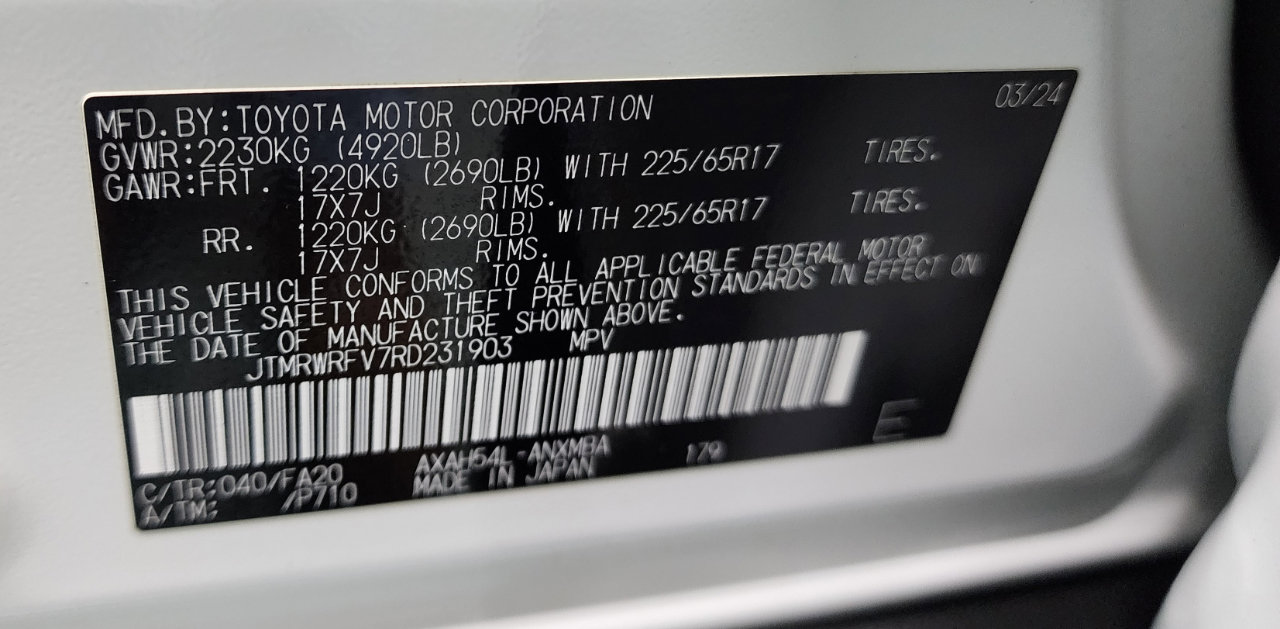 03/24
MFD.BY:TOYOTA MOTOR CORPORATION
GVWR:2230KG (4920LB)
GAWR:FRT. 1220KG (2690LB) WITH 225/65R17 TIRES.
17X7J RIMS.
RR. 1220KG (2690LB) WITH 225/65R17 TIRES.
17X7J RIMS.
THIS VEHICLE CONFORMS TO ALL APPLICABLE FEDERAL MOTOR
VEHICLE SAFETY AND THEFT PREVENTION STANDARDS IN EFFECT ON
THE DATE OF MANUFACTURE SHOWN ABOVE.
JTMRWRFV7RD231903 MPV
C/TR:040/FA20 AXAH54L-ANXMBA 179 E
A/TM: /P710 MADE IN JAPAN